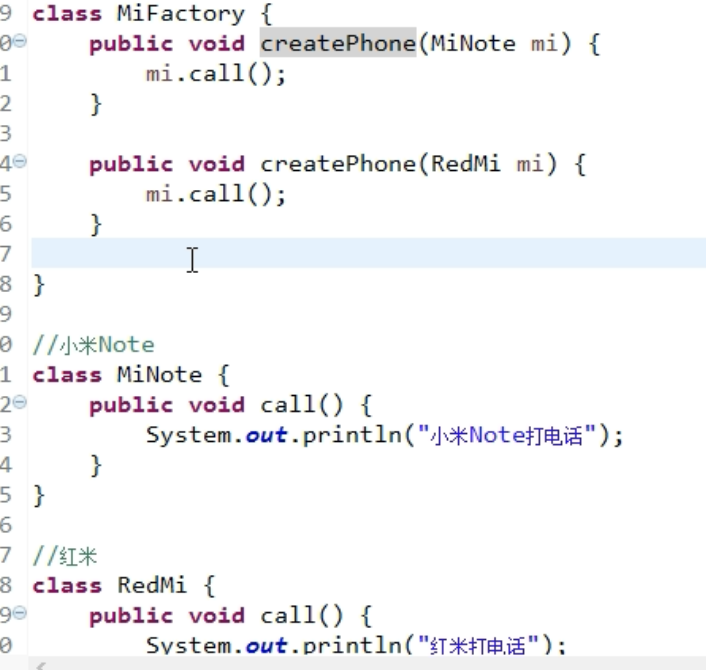 9 class MiFactory {
0 public void createPhone(MiNote mi) {
1 mi.call();
2 }
3
4 public void createPhone(RedMi mi) {
5 mi.call();
6 }
7
8 }
9
0 //小米Note
1 class MiNote {
2 public void call() {
3 System.out.println("小米Note打电话");
4 }
5 }
6
7 //红米
8 class RedMi {
9 public void call() {
0 System.out.println("红米打电话");